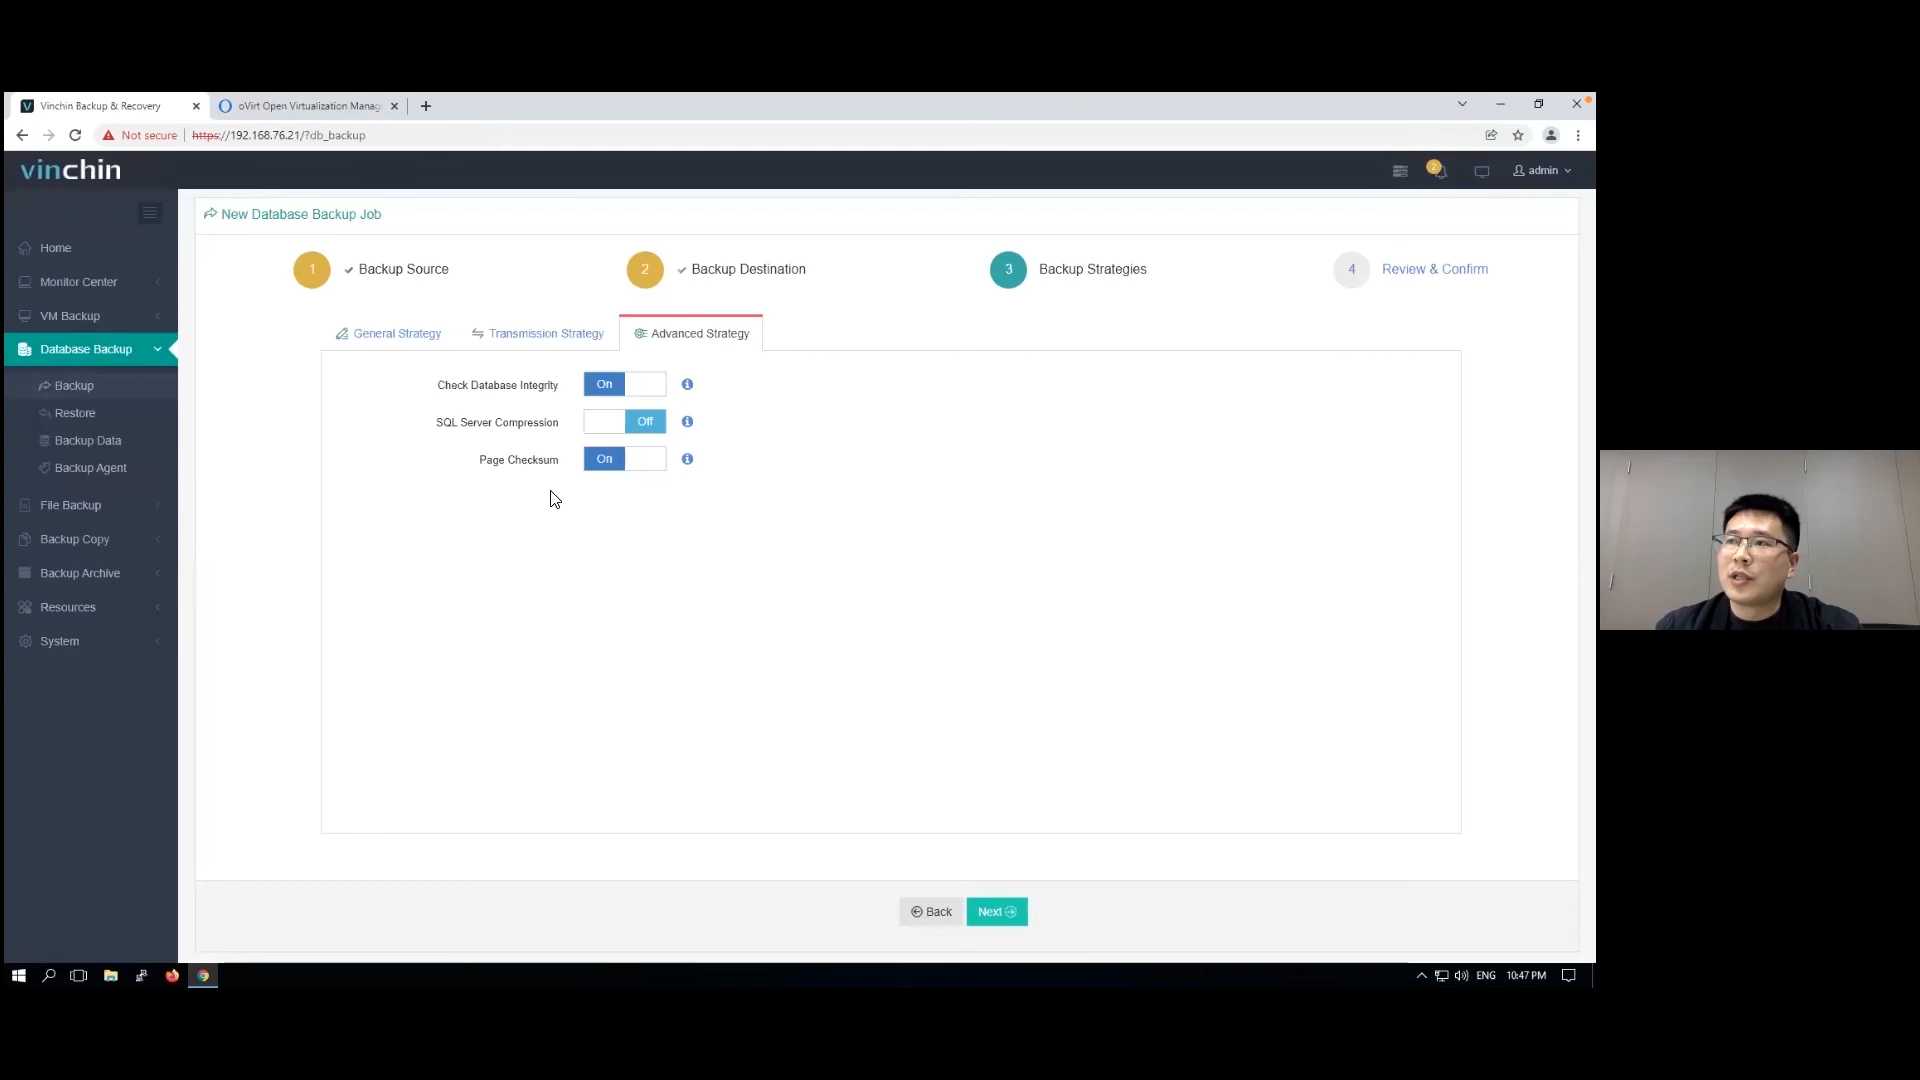 Vinchin Backup & Recovery
oVirt Open Virtualization Manag
Not secure
https://192.168.76.21/?db_backup
vinchin
2
admin
New Database Backup Job
Home
Monitor Center
VM Backup
Database Backup
Backup
Restore
Backup Data
Backup Agent
File Backup
Backup Copy
Backup Archive
Resources
System
1 Backup Source
2 Backup Destination
3 Backup Strategies
4 Review & Confirm
General Strategy
Transmission Strategy
Advanced Strategy
Check Database Integrity On
SQL Server Compression Off
Page Checksum On
Back
Next
ENG
10:47 PM